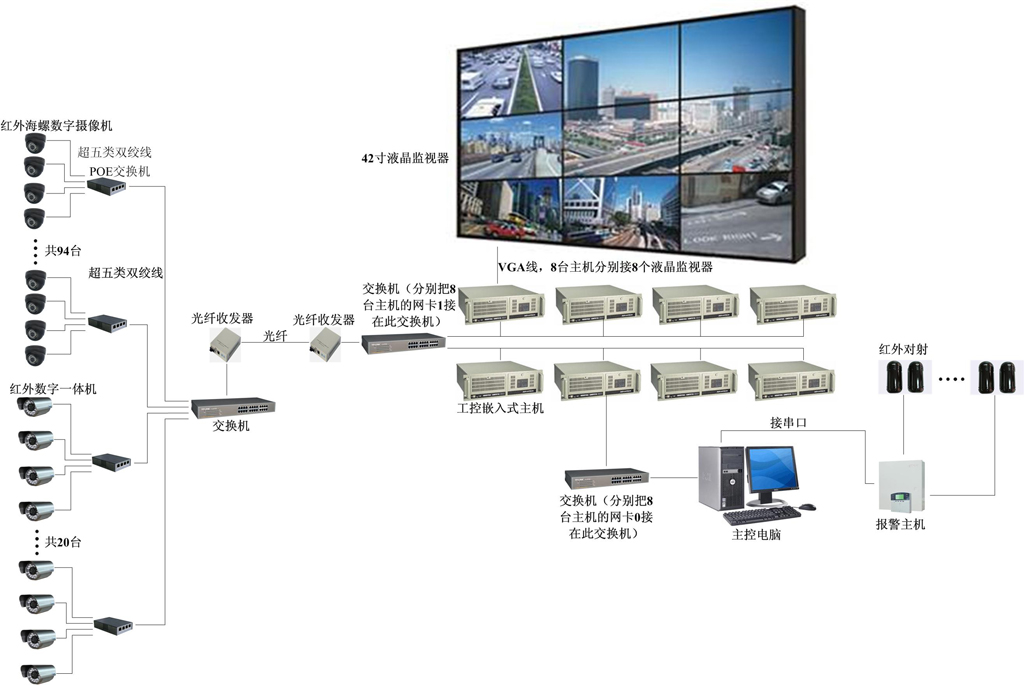 红外海螺数字摄像机
超五类双绞线
POE交换机
共94台
超五类双绞线
红外数字一体机
共20台
交换机
光纤收发器
光纤
光纤收发器
42寸液晶监视器
LOOK RIGHT
VGA线，8台主机分别接8个液晶监视器
交换机（分别把8
台主机的网卡1接
在此交换机）
工控嵌入式主机
交换机（分别把8
台主机的网卡0接
在此交换机）
接串口
主控电脑
红外对射
报警主机